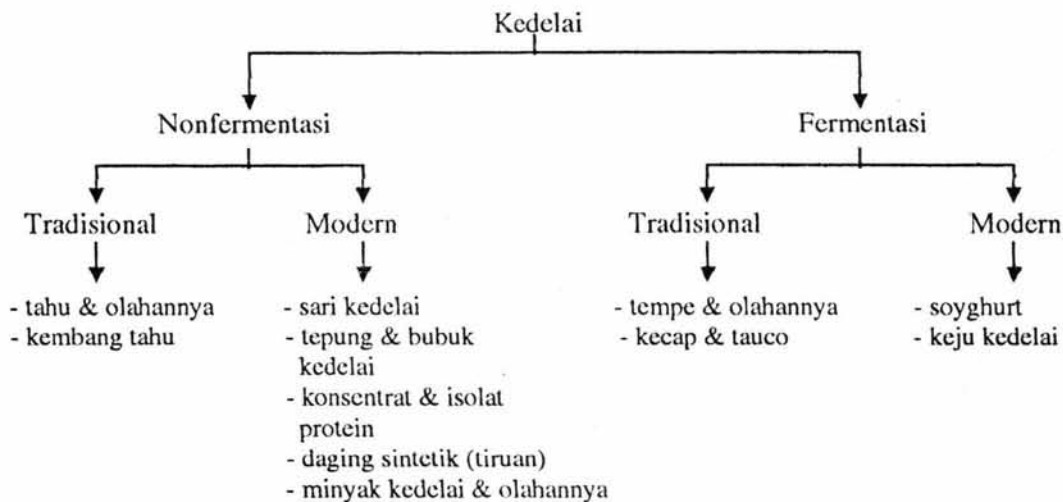 Kedelai
Nonfermentasi
Fermentasi
Tradisional
Modern
Tradisional
Modern
- tahu & olahannya
- kembang tahu
- sari kedelai
- tepung & bubuk
kedelai
- konsentrat & isolat
protein
- daging sintetik (tiruan)
- minyak kedelai & olahannya
- tempe & olahannya
- kecap & tauco
- soyghurt
- keju kedelai